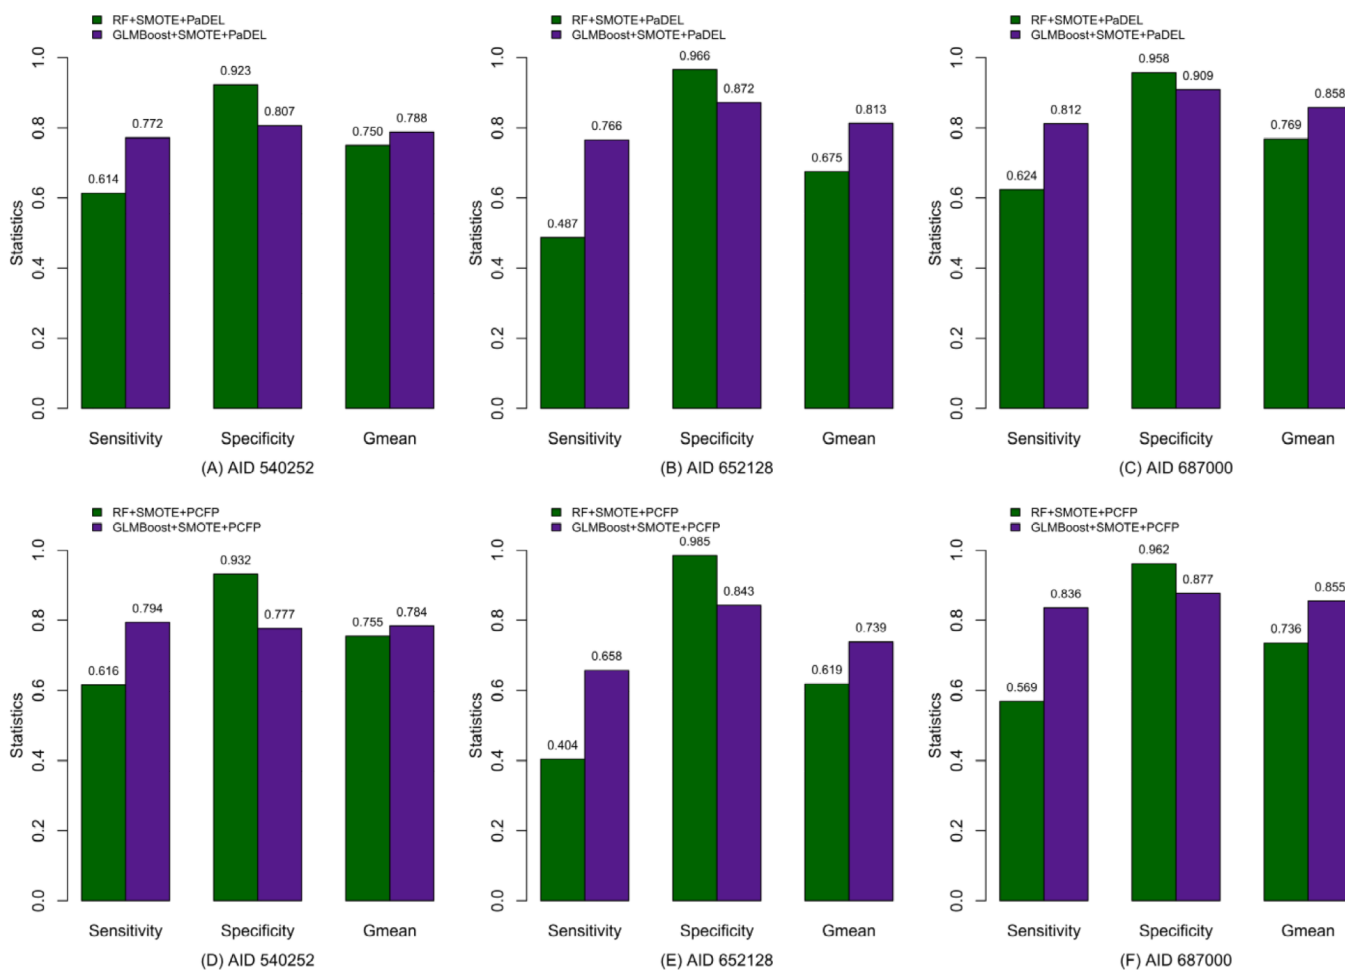 RF+SMOTE+PaDEL
GLMBoost+SMOTE+PaDEL
Statistics
0.0
0.2
0.4
0.6
0.8
1.0
0.614
0.772
0.923
0.807
0.750
0.788
Sensitivity
Specificity
Gmean
(A) AID 540252
RF+SMOTE+PaDEL
GLMBoost+SMOTE+PaDEL
Statistics
0.0
0.2
0.4
0.6
0.8
1.0
0.487
0.766
0.966
0.872
0.675
0.813
Sensitivity
Specificity
Gmean
(B) AID 652128
RF+SMOTE+PaDEL
GLMBoost+SMOTE+PaDEL
Statistics
0.0
0.2
0.4
0.6
0.8
1.0
0.624
0.812
0.958
0.909
0.769
0.858
Sensitivity
Specificity
Gmean
(C) AID 687000
RF+SMOTE+PCFP
GLMBoost+SMOTE+PCFP
Statistics
0.0
0.2
0.4
0.6
0.8
1.0
0.616
0.794
0.932
0.777
0.755
0.784
Sensitivity
Specificity
Gmean
(D) AID 540252
RF+SMOTE+PCFP
GLMBoost+SMOTE+PCFP
Statistics
0.0
0.2
0.4
0.6
0.8
1.0
0.404
0.658
0.985
0.843
0.619
0.739
Sensitivity
Specificity
Gmean
(E) AID 652128
RF+SMOTE+PCFP
GLMBoost+SMOTE+PCFP
Statistics
0.0
0.2
0.4
0.6
0.8
1.0
0.569
0.836
0.962
0.877
0.736
0.855
Sensitivity
Specificity
Gmean
(F) AID 687000